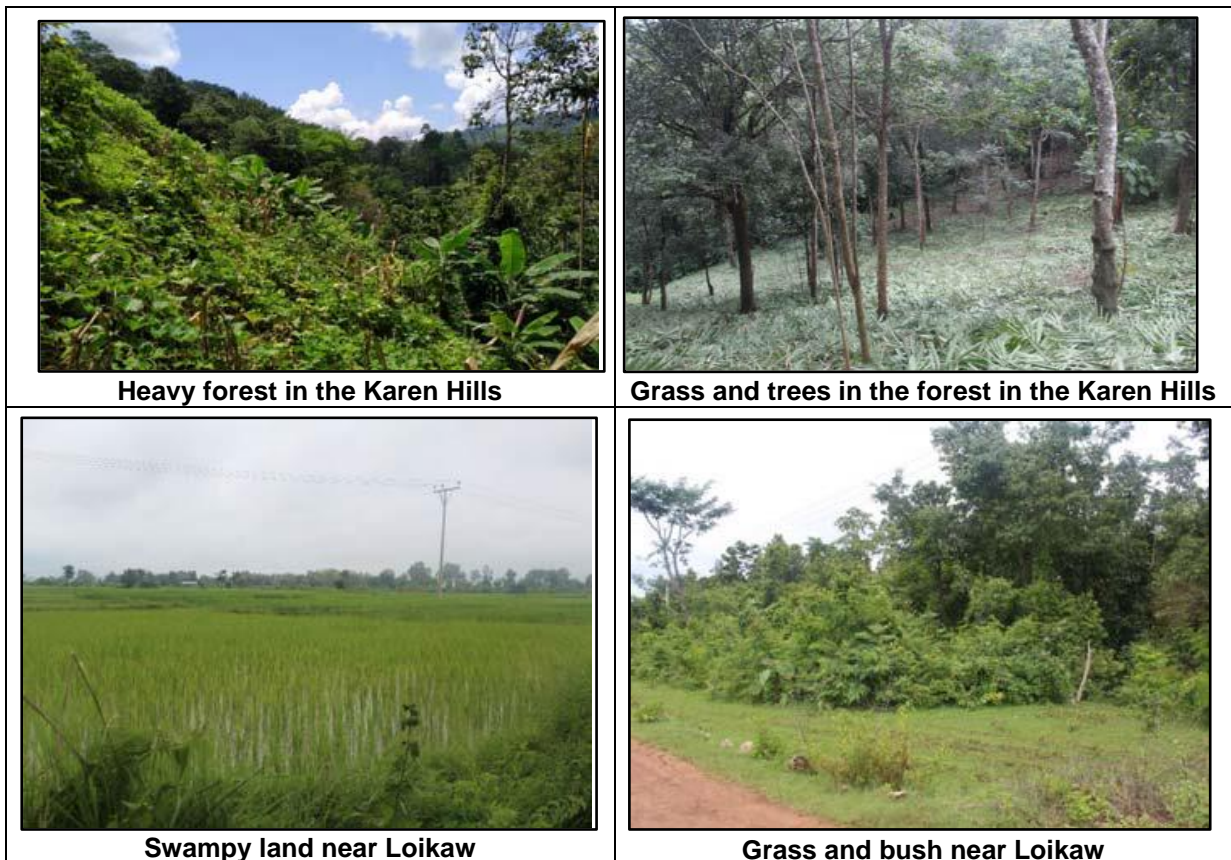 Heavy forest in the Karen Hills
Grass and trees in the forest in the Karen Hills
Swampy land near Loikaw
Grass and bush near Loikaw